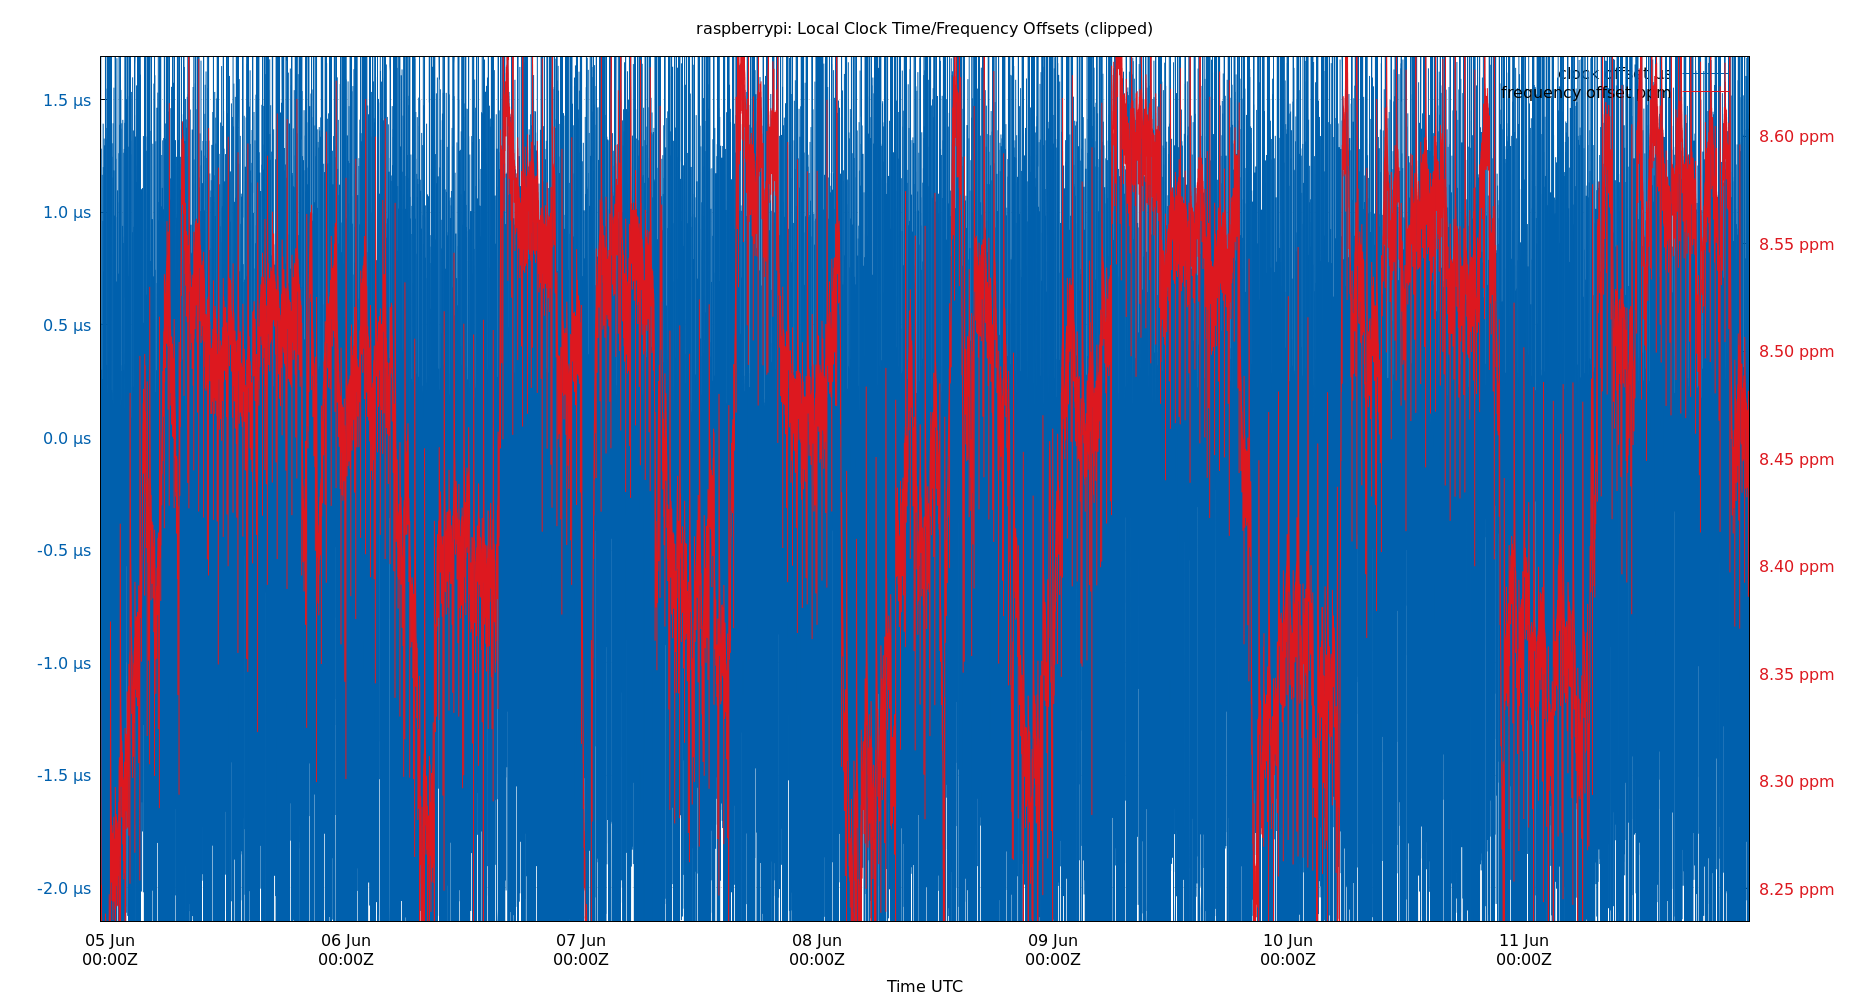 raspberrypi: Local Clock Time/Frequency Offsets (clipped)
clock offset µs
frequency offset ppm
1.5 µs
1.0 µs
0.5 µs
0.0 µs
-0.5 µs
-1.0 µs
-1.5 µs
-2.0 µs
8.60 ppm
8.55 ppm
8.50 ppm
8.45 ppm
8.40 ppm
8.35 ppm
8.30 ppm
8.25 ppm
05 Jun 06 Jun 07 Jun 08 Jun 09 Jun 10 Jun 11 Jun
00:00Z 00:00Z 00:00Z 00:00Z 00:00Z 00:00Z 00:00Z
Time UTC